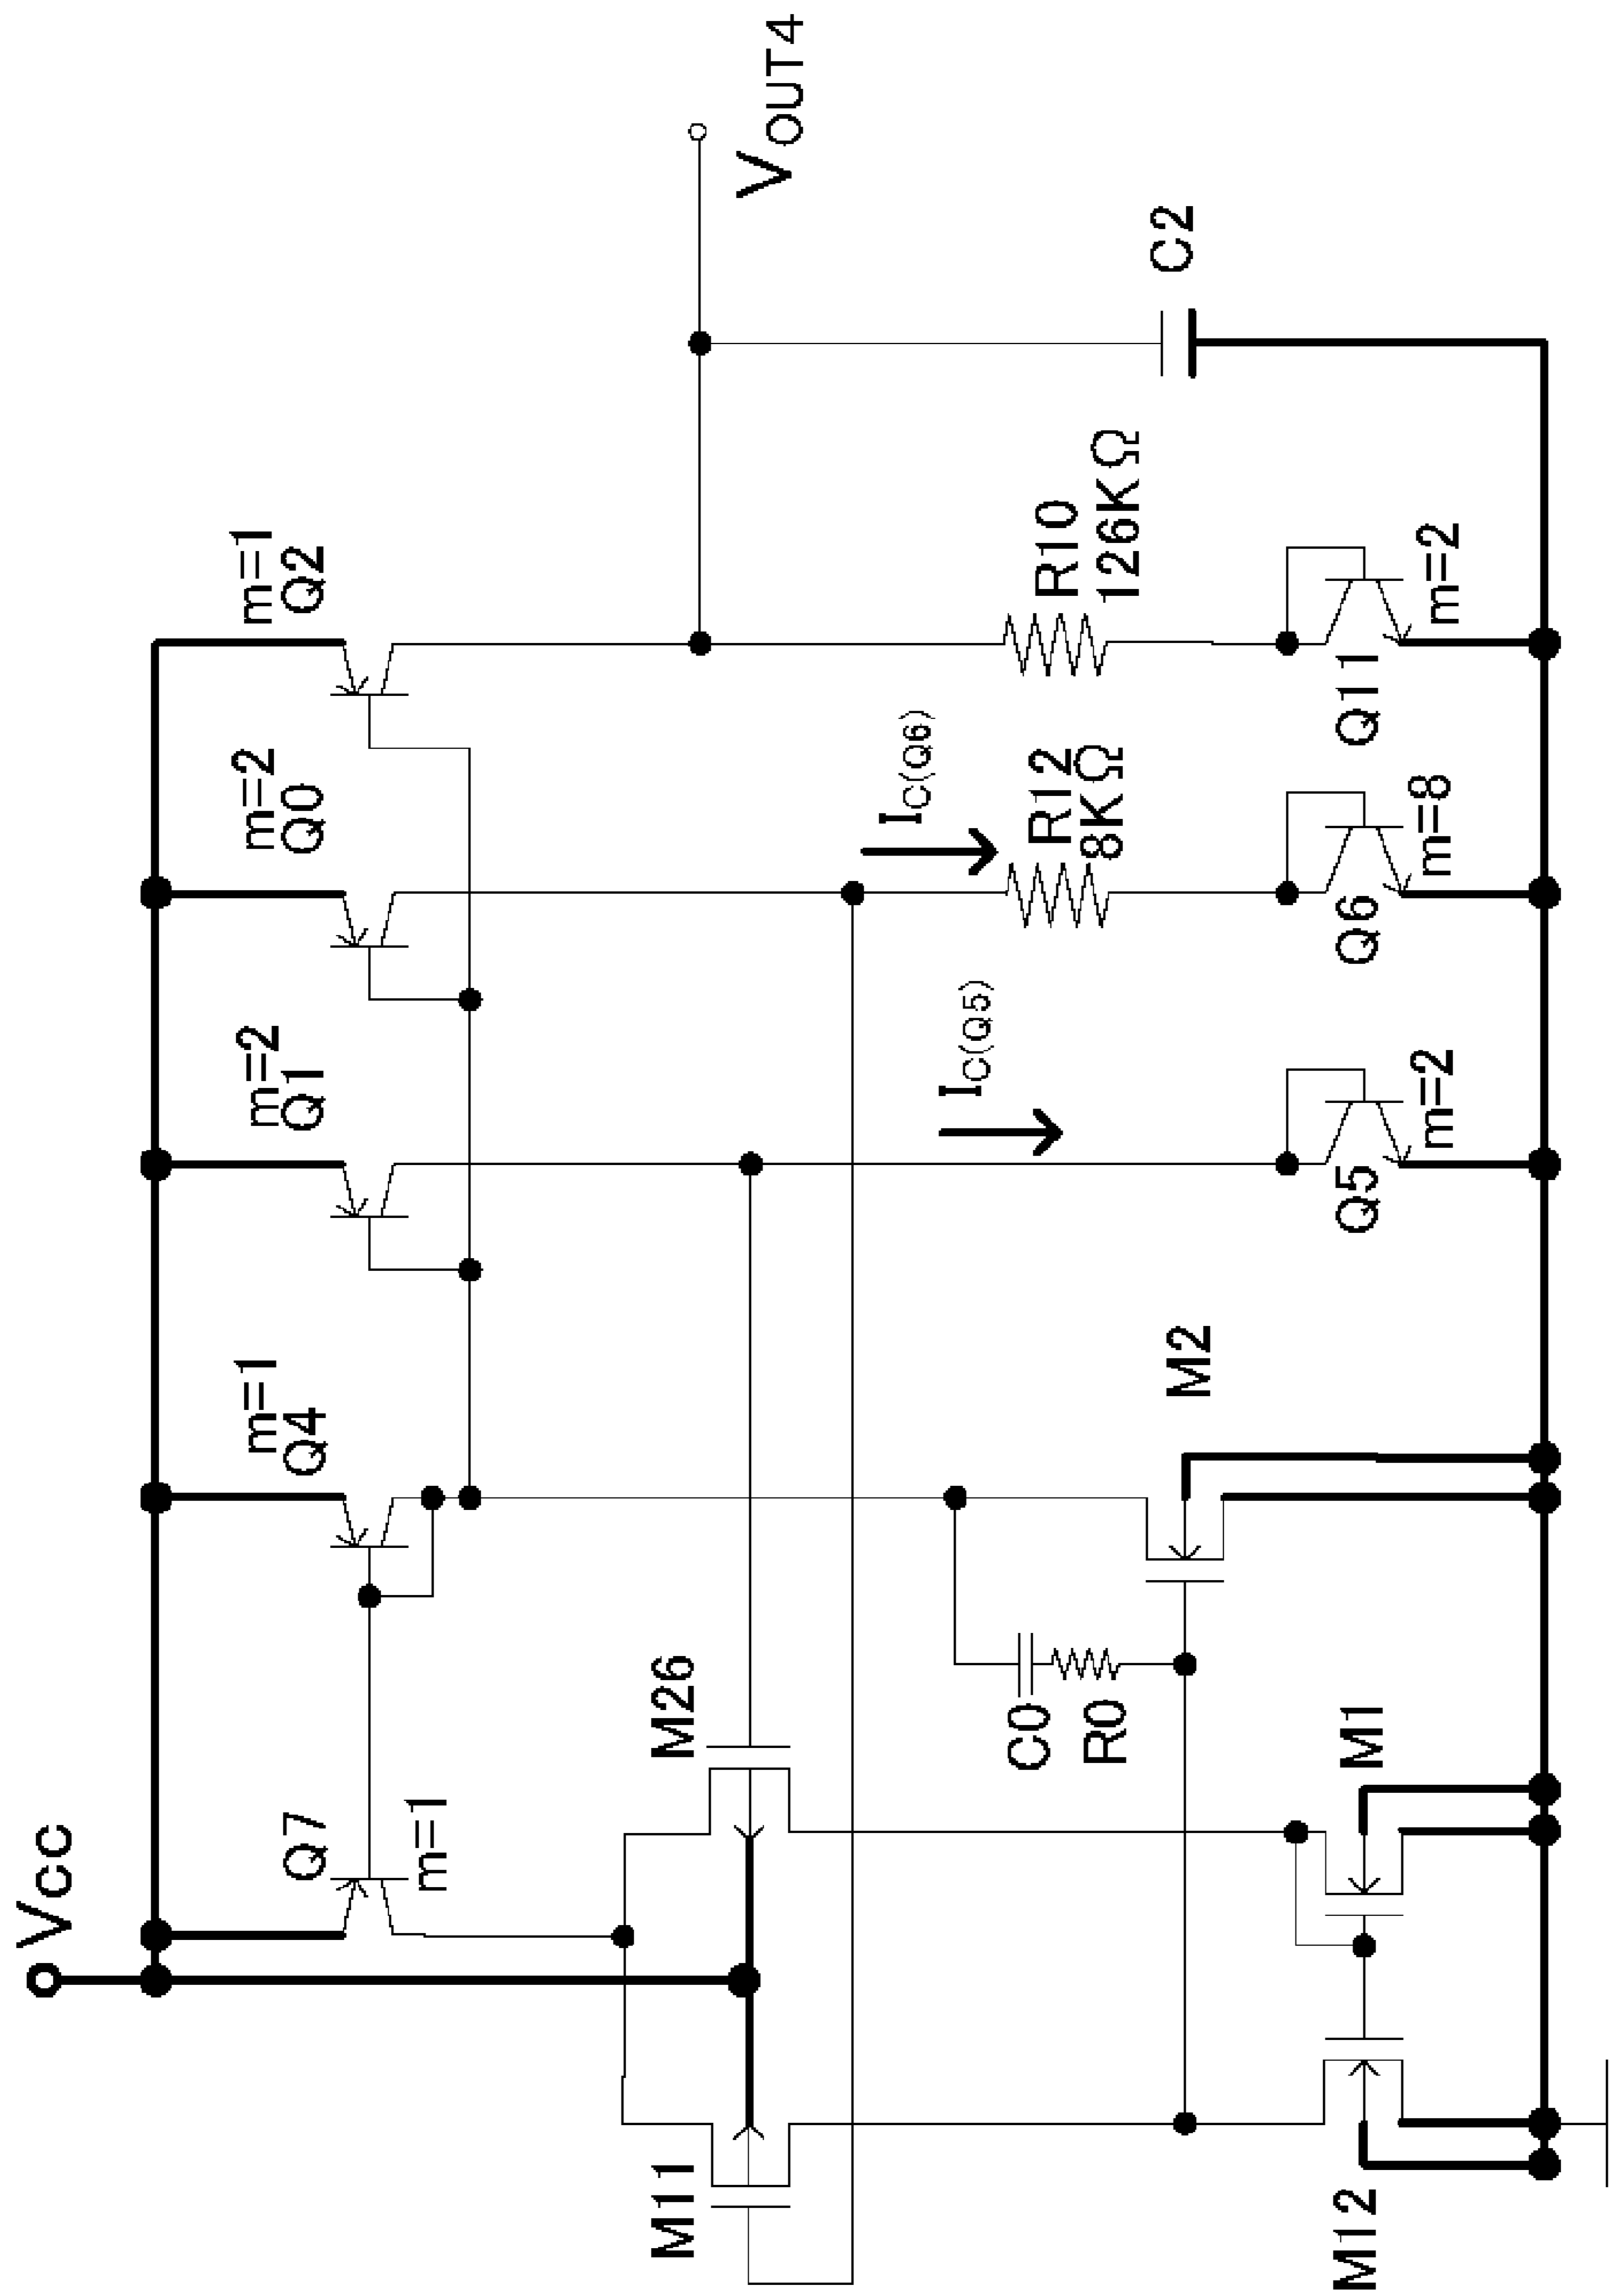 Vcc
Q7
m=1
m=1
Q4
m=2
Q1
m=2
Q0
m=1
Q2
VOUT4
M11
M26
IC(Q5)
IC(Q6)
C0
R0
M2
R12
8KΩ
R10
126KΩ
C2
M12
M1
Q5
m=2
Q6
m=8
Q11
m=2